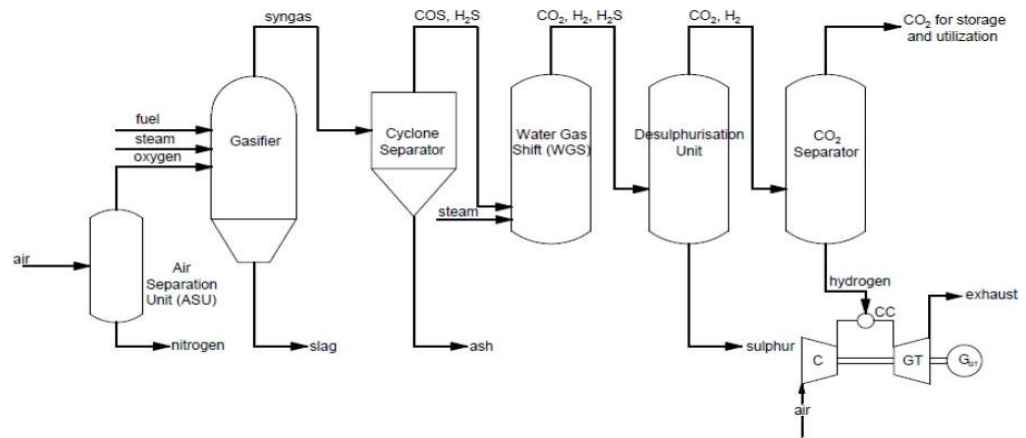 syngas
COS, H₂S
CO₂, H₂, H₂S
CO₂, H₂
CO₂ for storage
and utilization
fuel
steam
oxygen
Gasifier
Cyclone
Separator
Water Gas
Shift (WGS)
Desulphurisation
Unit
CO₂
Separator
steam
air
Air
Separation
Unit (ASU)
nitrogen
slag
ash
sulphur
hydrogen
CC
exhaust
C
GT
G_GT
air